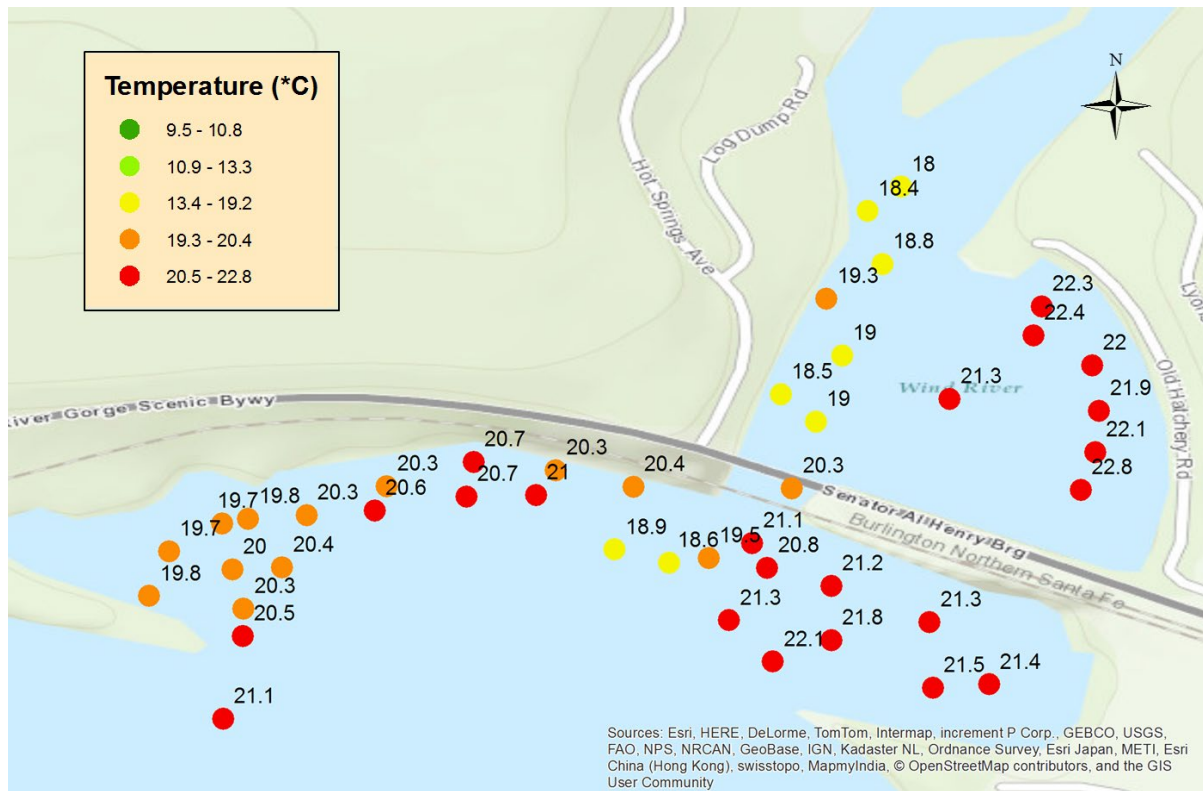 Temperature (*C)
9.5 - 10.8
10.9 - 13.3
13.4 - 19.2
19.3 - 20.4
20.5 - 22.8
N
Log Dump Rd
Hot Springs Ave
18
18.4
18.8
19.3
22.3
22.4
Lyons
19
22
18.5
21.3
Wind River
21.9
Old Hatchery Rd
19
22.1
River Gorge Scenic Bywy
20.7
20.3
20.3
20.7
21
20.4
20.3
22.8
Senator Al Henry Brg
Burlington Northern Santa Fe
20.6
19.7
19.8
20.3
19.7
20
20.4
18.9
18.6
19.5
21.1
20.8
19.8
20.3
21.2
20.5
21.3
21.8
21.3
22.1
21.5
21.4
21.1
Sources: Esri, HERE, DeLorme, TomTom, Intermap, increment P Corp., GEBCO, USGS,
FAO, NPS, NRCAN, GeoBase, IGN, Kadaster NL, Ordnance Survey, Esri Japan, METI, Esri
China (Hong Kong), swisstopo, MapmyIndia, © OpenStreetMap contributors, and the GIS
User Community